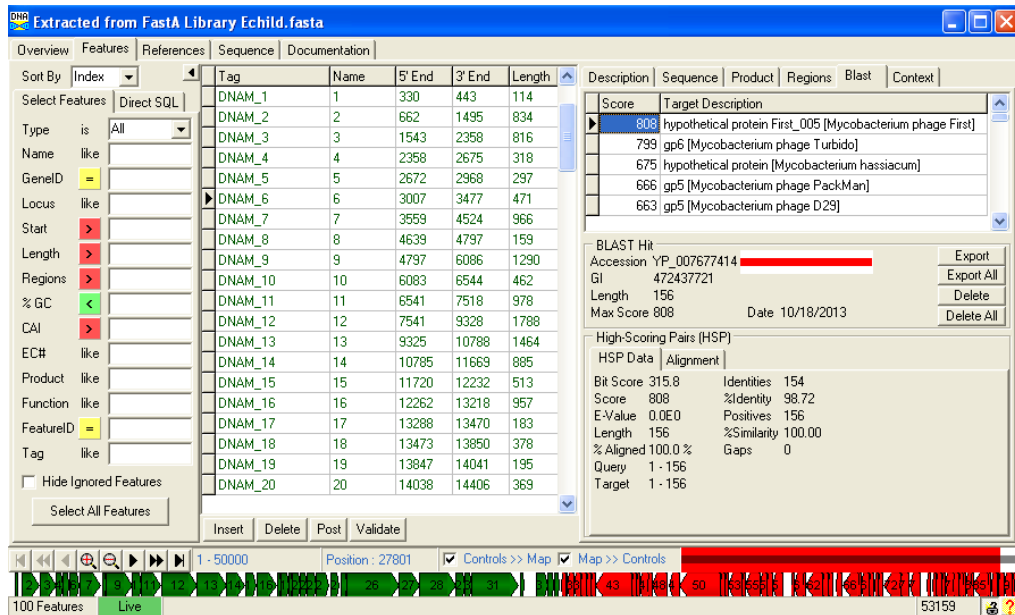 DNA Extracted from FastA Library Echild.fasta
Overview Features References Sequence Documentation
Sort By Index
Select Features Direct SQL
Type is All
Name like
GeneID =
Locus like
Start >
Length >
Regions >
% GC <
CAI >
EC# like
Product like
Function like
FeatureID =
Tag like
Hide Ignored Features
Select All Features
Tag Name 5' End 3' End Length
DNAM_1 1 330 443 114
DNAM_2 2 662 1495 834
DNAM_3 3 1543 2358 816
DNAM_4 4 2358 2675 318
DNAM_5 5 2672 2968 297
DNAM_6 6 3007 3477 471
DNAM_7 7 3559 4524 966
DNAM_8 8 4639 4797 159
DNAM_9 9 4797 6086 1290
DNAM_10 10 6083 6544 462
DNAM_11 11 6541 7518 978
DNAM_12 12 7541 9328 1788
DNAM_13 13 9325 10788 1464
DNAM_14 14 10785 11669 885
DNAM_15 15 11720 12232 513
DNAM_16 16 12262 13218 957
DNAM_17 17 13288 13470 183
DNAM_18 18 13473 13850 378
DNAM_19 19 13847 14041 195
DNAM_20 20 14038 14406 369
Insert Delete Post Validate
Description Sequence Product Regions Blast Context
Score Target Description
808 hypothetical protein First_005 [Mycobacterium phage First]
799 gp6 [Mycobacterium phage Turbido]
675 hypothetical protein [Mycobacterium hassiacum]
666 gp5 [Mycobacterium phage PackMan]
663 gp5 [Mycobacterium phage D29]
BLAST Hit
Accession YP_007677414
GI 472437721
Length 156
Max Score 808 Date 10/18/2013
Export
Export All
Delete
Delete All
High-Scoring Pairs (HSP)
HSP Data Alignment
Bit Score 315.8 Identities 154
Score 808 %Identity 98.72
E-Value 0.0E0 Positives 156
Length 156 %Similarity 100.00
% Aligned 100.0 % Gaps 0
Query 1 - 156
Target 1 - 156
1 - 50000 Position : 27801 Controls >> Map Map >> Controls
9 12 13 26 28 31 43 50
100 Features Live 53159